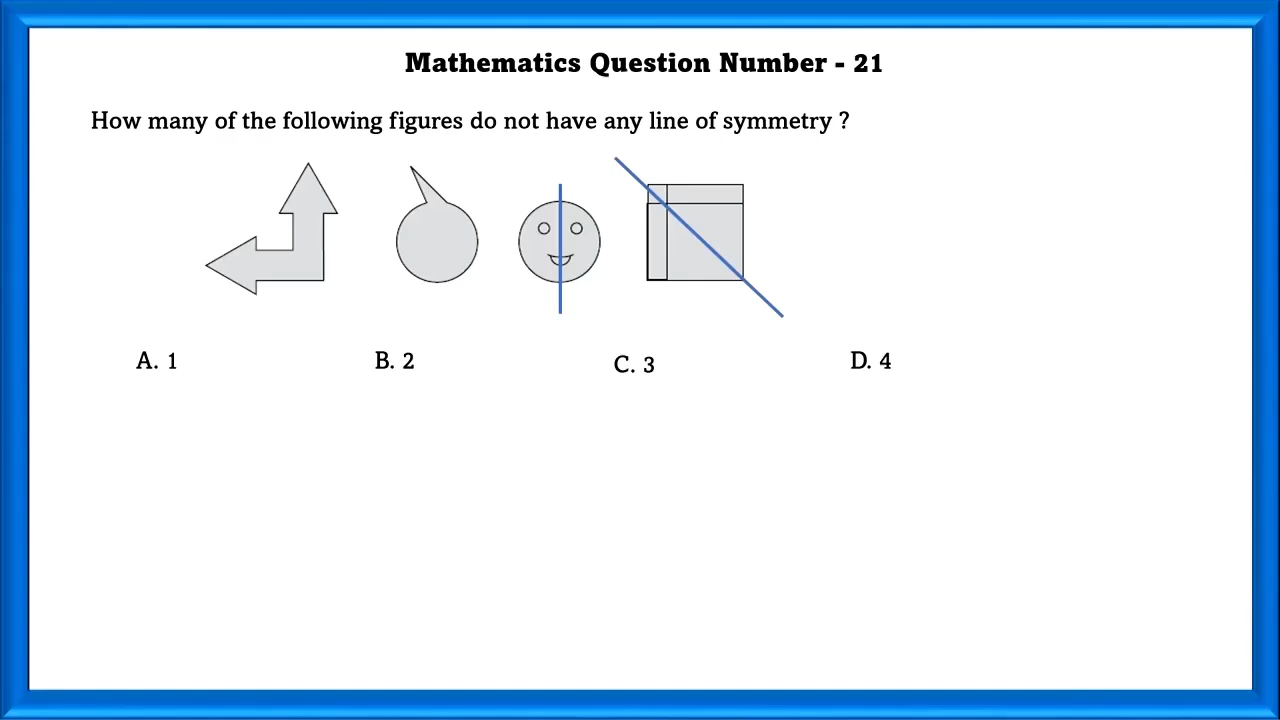 Mathematics Question Number - 21
How many of the following figures do not have any line of symmetry ?
A. 1
B. 2
C. 3
D. 4